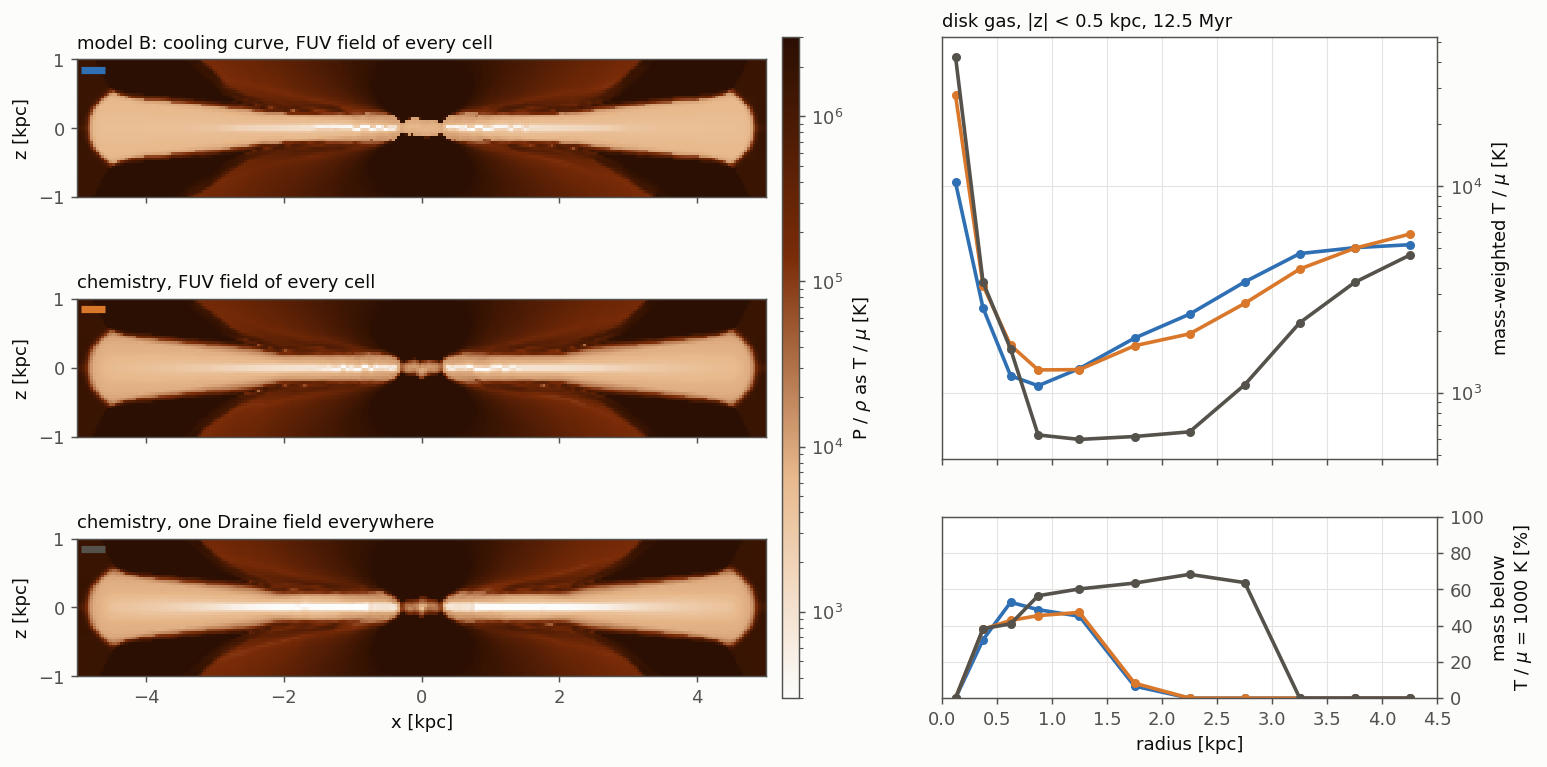 model B: cooling curve, FUV field of every cell
1
0
−1
z [kpc]
chemistry, FUV field of every cell
1
0
−1
z [kpc]
chemistry, one Draine field everywhere
1
0
−1
z [kpc]
−4 −2 0 2 4
x [kpc]
10⁶
10⁵
10⁴
10³
P / ρ as T / μ [K]
disk gas, |z| < 0.5 kpc, 12.5 Myr
10⁴
10³
mass-weighted T / μ [K]
100
80
60
40
20
0
mass below
T / μ = 1000 K [%]
0.0 0.5 1.0 1.5 2.0 2.5 3.0 3.5 4.0 4.5
radius [kpc]